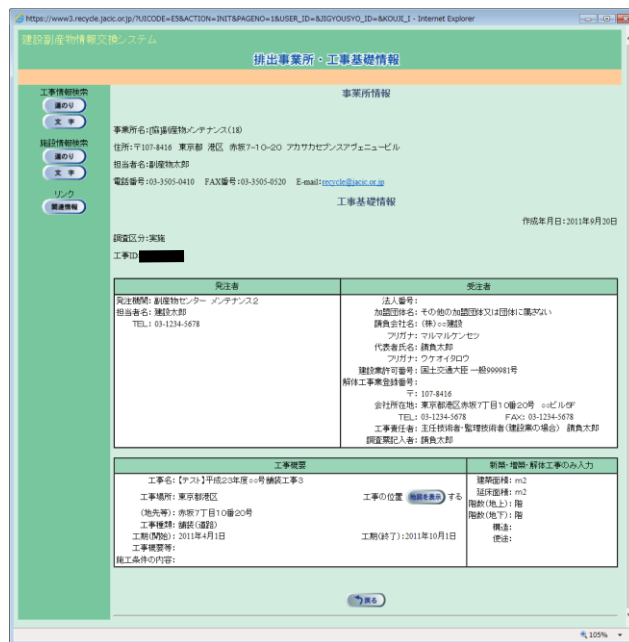 https://www3.recycle.jacic.or.jp/?UICODE=E5&ACTION=INIT&PAGENO=1&USER_ID=&JIGYOUSYO_ID=&KOUJI_I - Internet Explorer
建設副産物情報交換システム
排出事業所・工事基礎情報
工事情報検索
道のり
文 字
施設情報検索
道のり
文 字
リンク
関連情報
事業所情報
事業所名:[協]副産物メンテナンス(18)
住所:〒107-8416 東京都 港区 赤坂7-10-20 アカサカセブンスアヴェニュービル
担当者名:副産物太郎
電話番号:03-3505-0410 FAX番号:03-3505-0520 E-mail:recycle@jacic.or.jp
工事基礎情報
作成年月日:2011年9月20日
調査区分:実施
工事ID:
発注者
発注機関: 副産物センター メンテナンス2
担当者名: 建設太郎
TEL: 03-1234-5678
受注者
法人番号:
加盟団体名: その他の加盟団体又は団体に属さない
請負会社名: (株)○○建設
フリガナ: マルマルケンセツ
代表者氏名: 請負太郎
フリガナ: ウケオイタロウ
建設業許可番号: 国土交通大臣 一般999981号
解体工事業登録番号:
〒: 107-8416
会社所在地: 東京都港区赤坂7丁目10番20号 ○○ビル6F
TEL: 03-1234-5678 FAX: 03-1234-5678
工事責任者: 主任技術者・監理技術者(建設業の場合) 請負太郎
調査票記入者: 請負太郎
工事概要
工事名: 【テスト】平成23年度○○号舗装工事3
工事場所: 東京都港区 工事の位置 地図を表示 する
(地先等): 赤坂7丁目10番20号
工事種類: 舗装(道路)
工期(開始): 2011年4月1日 工期(終了):2011年10月1日
工事概要等:
施工条件の内容:
新築・増築・解体工事のみ入力
建築面積: m2
延床面積: m2
階数(地上): 階
階数(地下): 階
構造:
使途:
戻る
105%